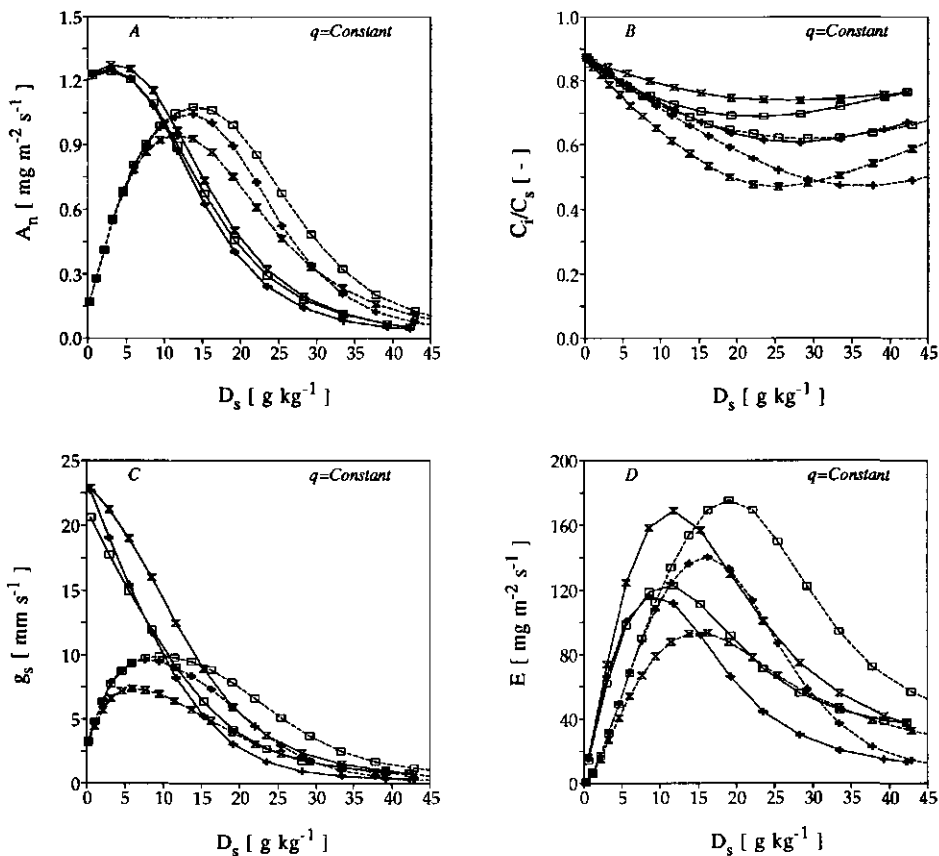 A q=Constant
1.5
1.2
0.9
0.6
0.3
0.0
A_n [ mg m^-2 s^-1 ]
0 5 10 15 20 25 30 35 40 45
D_s [ g kg^-1 ]
B q=Constant
1.0
0.8
0.6
0.4
0.2
0.0
C_i/C_s [ - ]
0 5 10 15 20 25 30 35 40 45
D_s [ g kg^-1 ]
C q=Constant
25
20
15
10
5
0
g_s [ mm s^-1 ]
0 5 10 15 20 25 30 35 40 45
D_s [ g kg^-1 ]
D q=Constant
200
160
120
80
40
0
E [ mg m^-2 s^-1 ]
0 5 10 15 20 25 30 35 40 45
D_s [ g kg^-1 ]